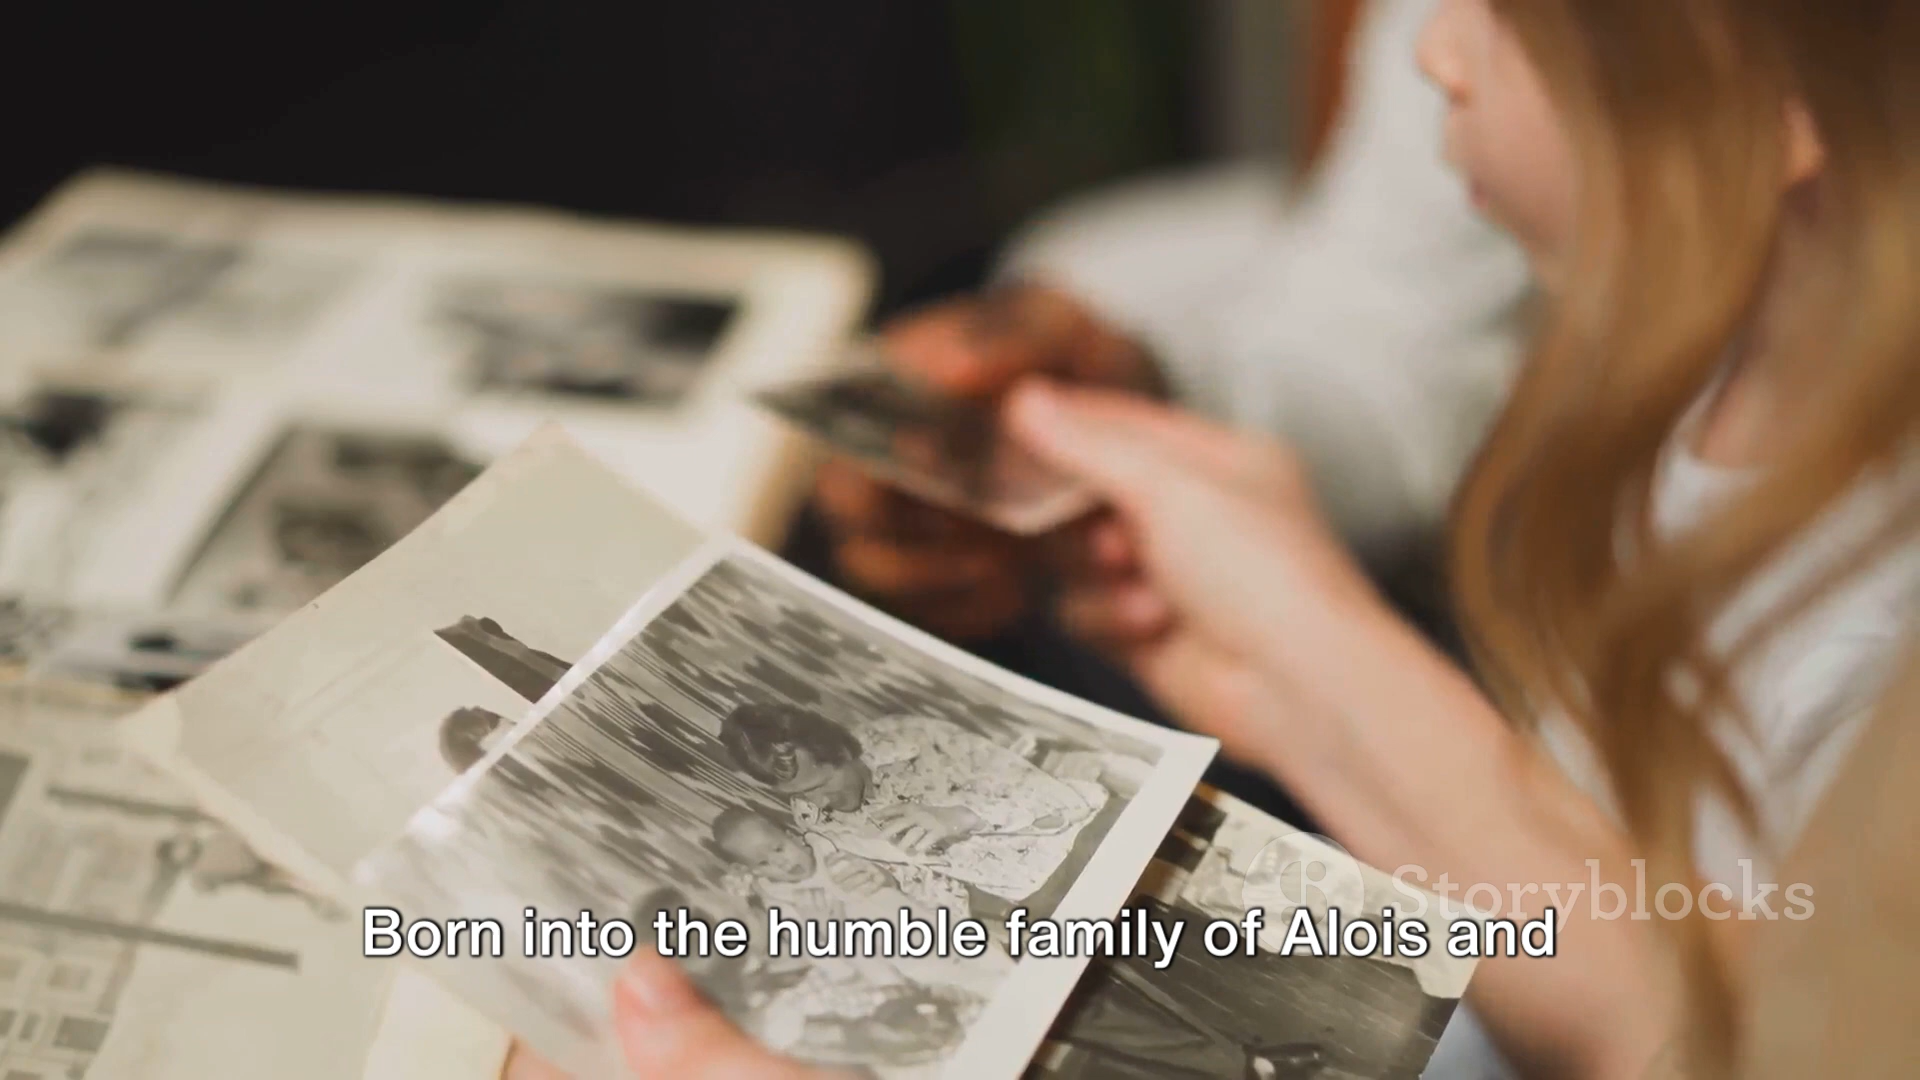 Storyblocks
Born into the humble family of Alois and